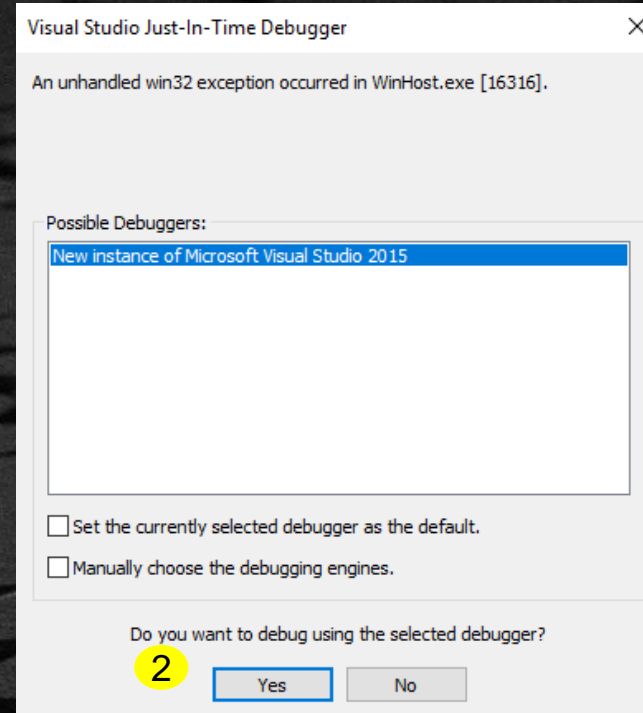 Visual Studio Just-In-Time Debugger
An unhandled win32 exception occurred in WinHost.exe [16316].
Possible Debuggers:
New instance of Microsoft Visual Studio 2015
Set the currently selected debugger as the default.
Manually choose the debugging engines.
Do you want to debug using the selected debugger?
2
Yes No